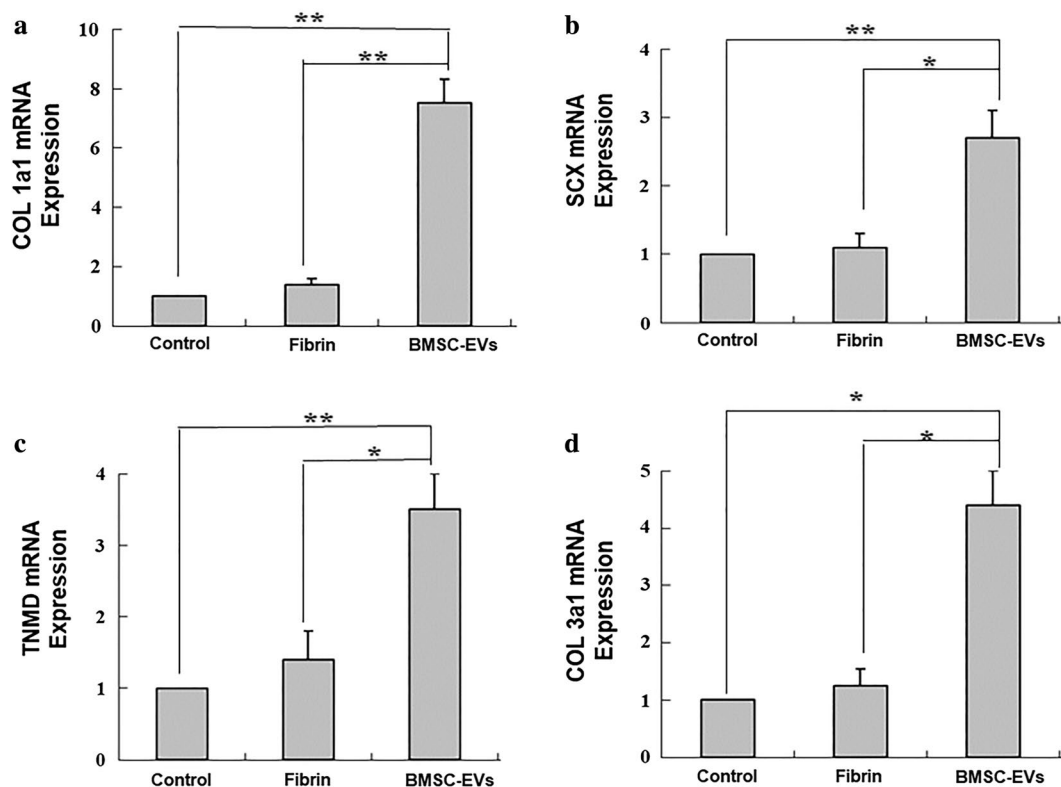 a
**
**
COL 1a1 mRNA
Expression
10
8
6
4
2
0
Control Fibrin BMSC-EVs
b
**
*
SCX mRNA
Expression
4
3
2
1
0
Control Fibrin BMSC-EVs
c
**
*
TNMD mRNA
Expression
4
3
2
1
0
Control Fibrin BMSC-EVs
d
*
*
COL 3a1 mRNA
Expression
5
4
3
2
1
0
Control Fibrin BMSC-EVs